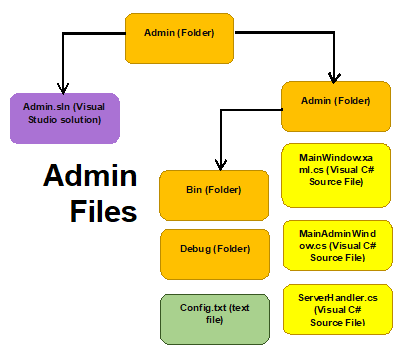 Admin (Folder)
Admin.sln (Visual
Studio solution)
Admin (Folder)
Admin
Files
Bin (Folder)
Debug (Folder)
Config.txt (text
file)
MainWindow.xa
ml.cs (Visual C#
Source File)
MainAdminWind
ow.cs (Visual C#
Source File)
ServerHandler.cs
(Visual C#
Source File)